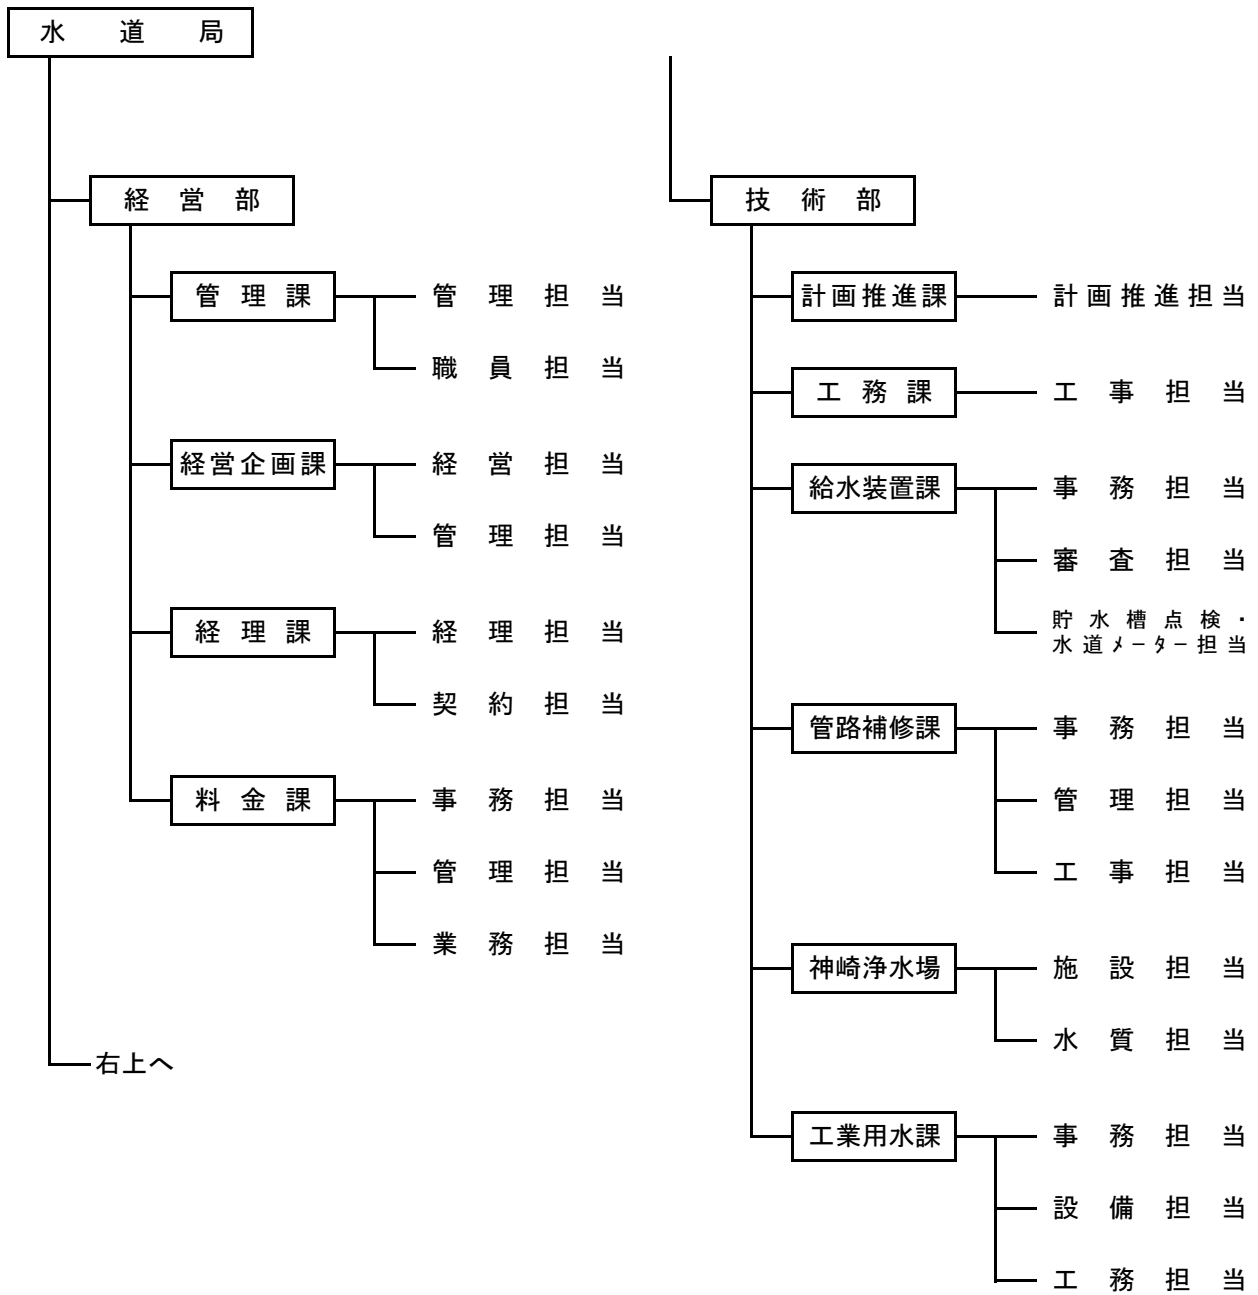 水道局
経営部
管理課
管理担当
職員担当
経営企画課
経営担当
管理担当
経理課
経理担当
契約担当
料金課
事務担当
管理担当
業務担当
右上へ
技術部
計画推進課
計画推進担当
工務課
工事担当
給水装置課
事務担当
審査担当
貯水槽点検・
水道ﾒｰﾀｰ担当
管路補修課
事務担当
管理担当
工事担当
神崎浄水場
施設担当
水質担当
工業用水課
事務担当
設備担当
工務担当